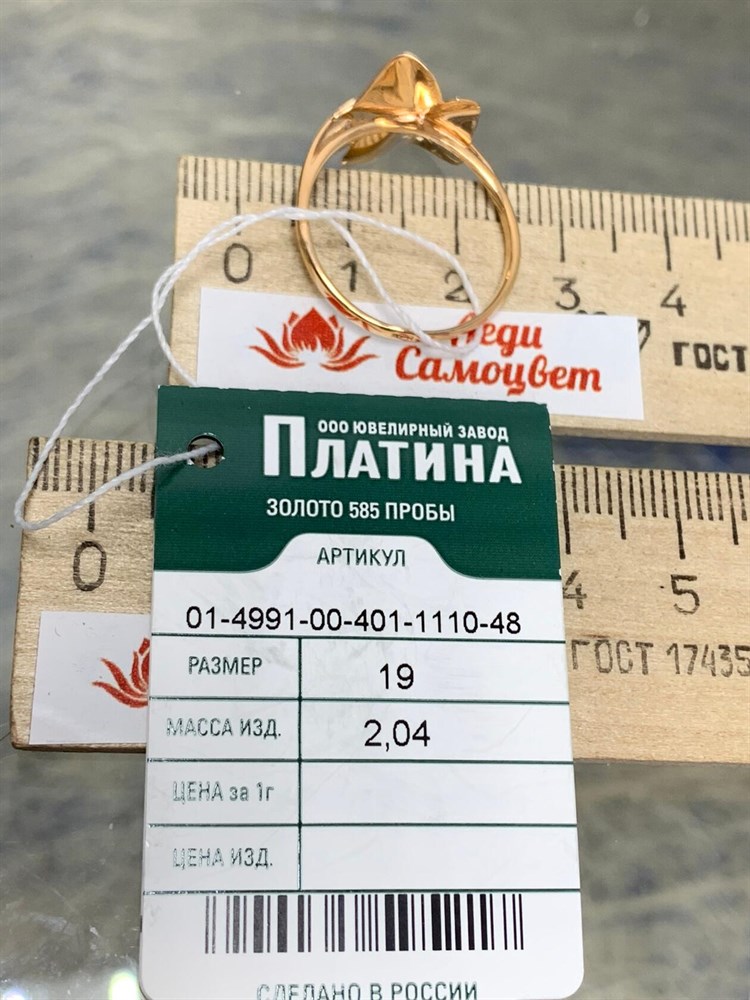 0 1 2 3 4
Леди
Самоцвет
ГОСТ
ООО ЮВЕЛИРНЫЙ ЗАВОД
ПЛАТИНА
ЗОЛОТО 585 ПРОБЫ
АРТИКУЛ
01-4991-00-401-1110-48
РАЗМЕР 19
МАССА ИЗД. 2,04
ЦЕНА за 1г
ЦЕНА ИЗД.
СДЕЛАНО В РОССИИ
0 4 5
ГОСТ 17435